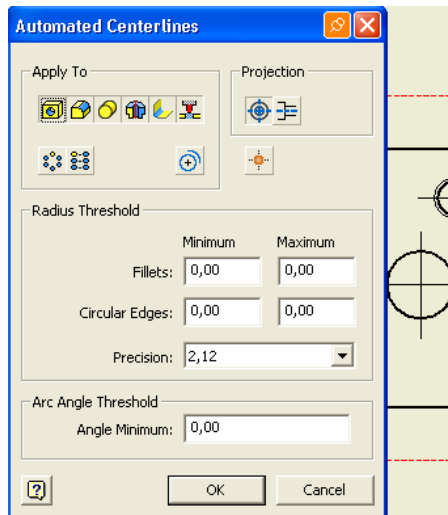 Automated Centerlines
Apply To
Projection
Radius Threshold
Minimum Maximum
Fillets: 0,00 0,00
Circular Edges: 0,00 0,00
Precision: 2,12
Arc Angle Threshold
Angle Minimum: 0,00
OK Cancel